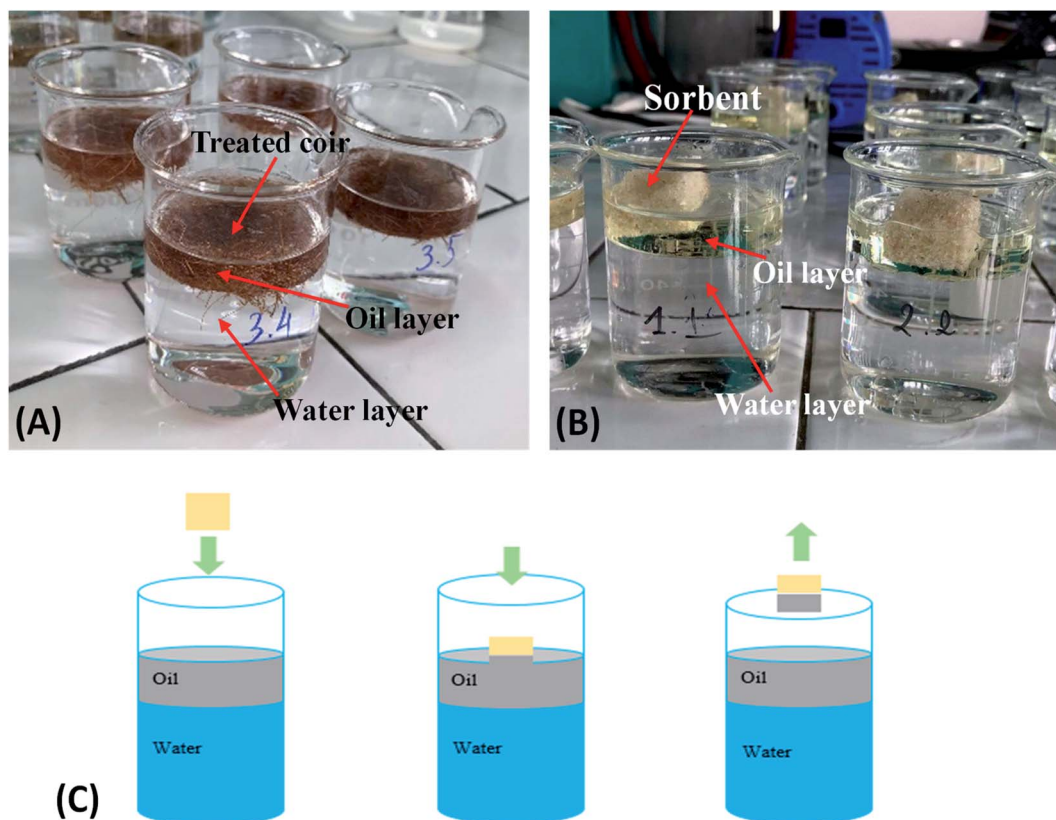 Treated coir
Oil layer
3.4
3.5
Water layer
(A)
Sorbent
Oil layer
2.2
Water layer
(B)
Oil
Water
Oil
Water
Oil
Water
(C)